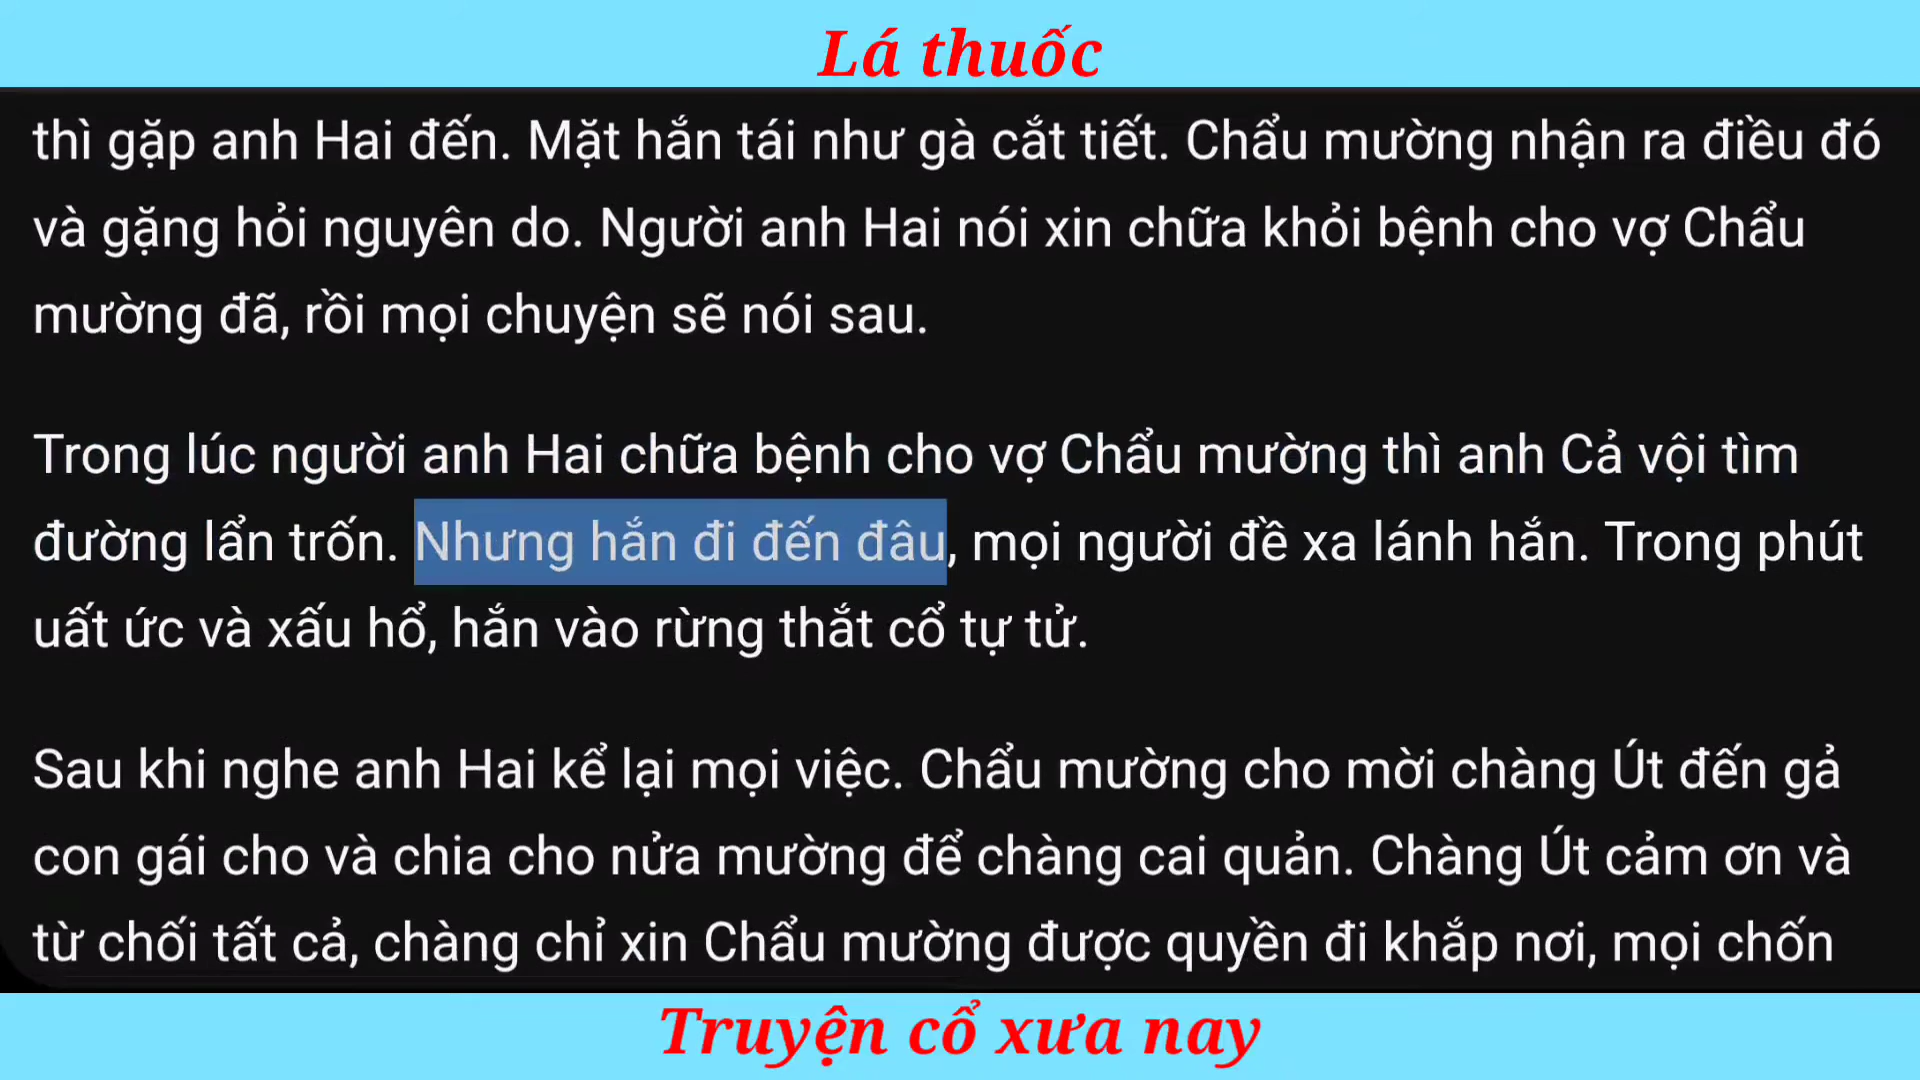 Lá thuốc
thì gặp anh Hai đến. Mặt hắn tái như gà cắt tiết. Chẩu mường nhận ra điều đó
và gặng hỏi nguyên do. Người anh Hai nói xin chữa khỏi bệnh cho vợ Chẩu
mường đã, rồi mọi chuyện sẽ nói sau.
Trong lúc người anh Hai chữa bệnh cho vợ Chẩu mường thì anh Cả vội tìm
đường lẩn trốn. Nhưng hắn đi đến đâu, mọi người đề xa lánh hắn. Trong phút
uất ức và xấu hổ, hắn vào rừng thắt cổ tự tử.
Sau khi nghe anh Hai kể lại mọi việc. Chẩu mường cho mời chàng Út đến gả
con gái cho và chia cho nửa mường để chàng cai quản. Chàng Út cảm ơn và
từ chối tất cả, chàng chỉ xin Chẩu mường được quyền đi khắp nơi, mọi chốn
Truyện cổ xưa nay